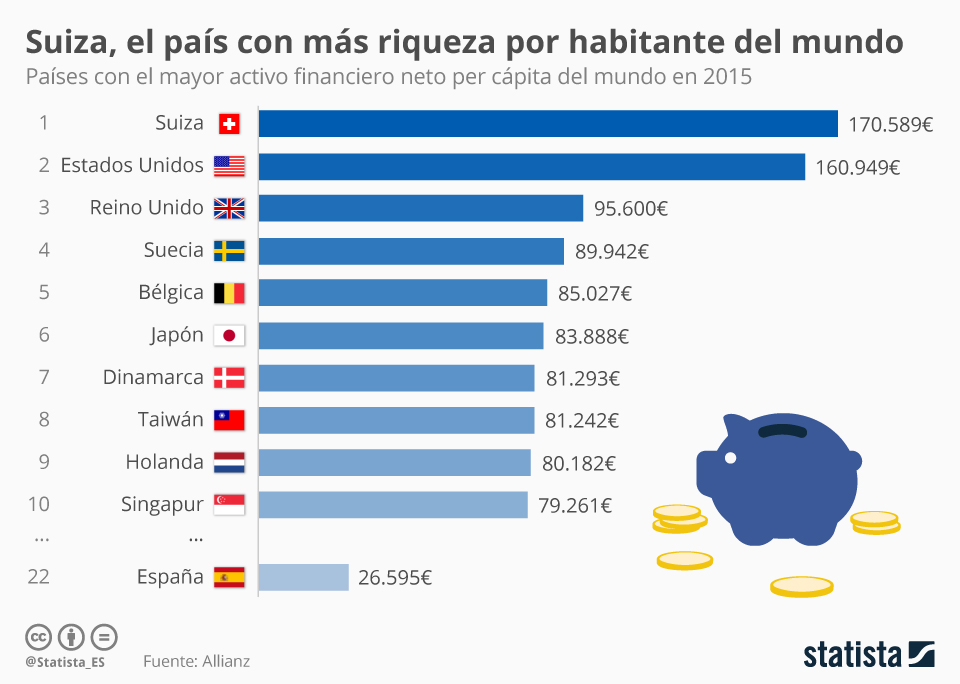 Suiza, el país con más riqueza por habitante del mundo
Países con el mayor activo financiero neto per cápita del mundo en 2015
1 Suiza 170.589€
2 Estados Unidos 160.949€
3 Reino Unido 95.600€
4 Suecia 89.942€
5 Bélgica 85.027€
6 Japón 83.888€
7 Dinamarca 81.293€
8 Taiwán 81.242€
9 Holanda 80.182€
10 Singapur 79.261€
... ...
22 España 26.595€
cc
@Statista_ES Fuente: Allianz
statista